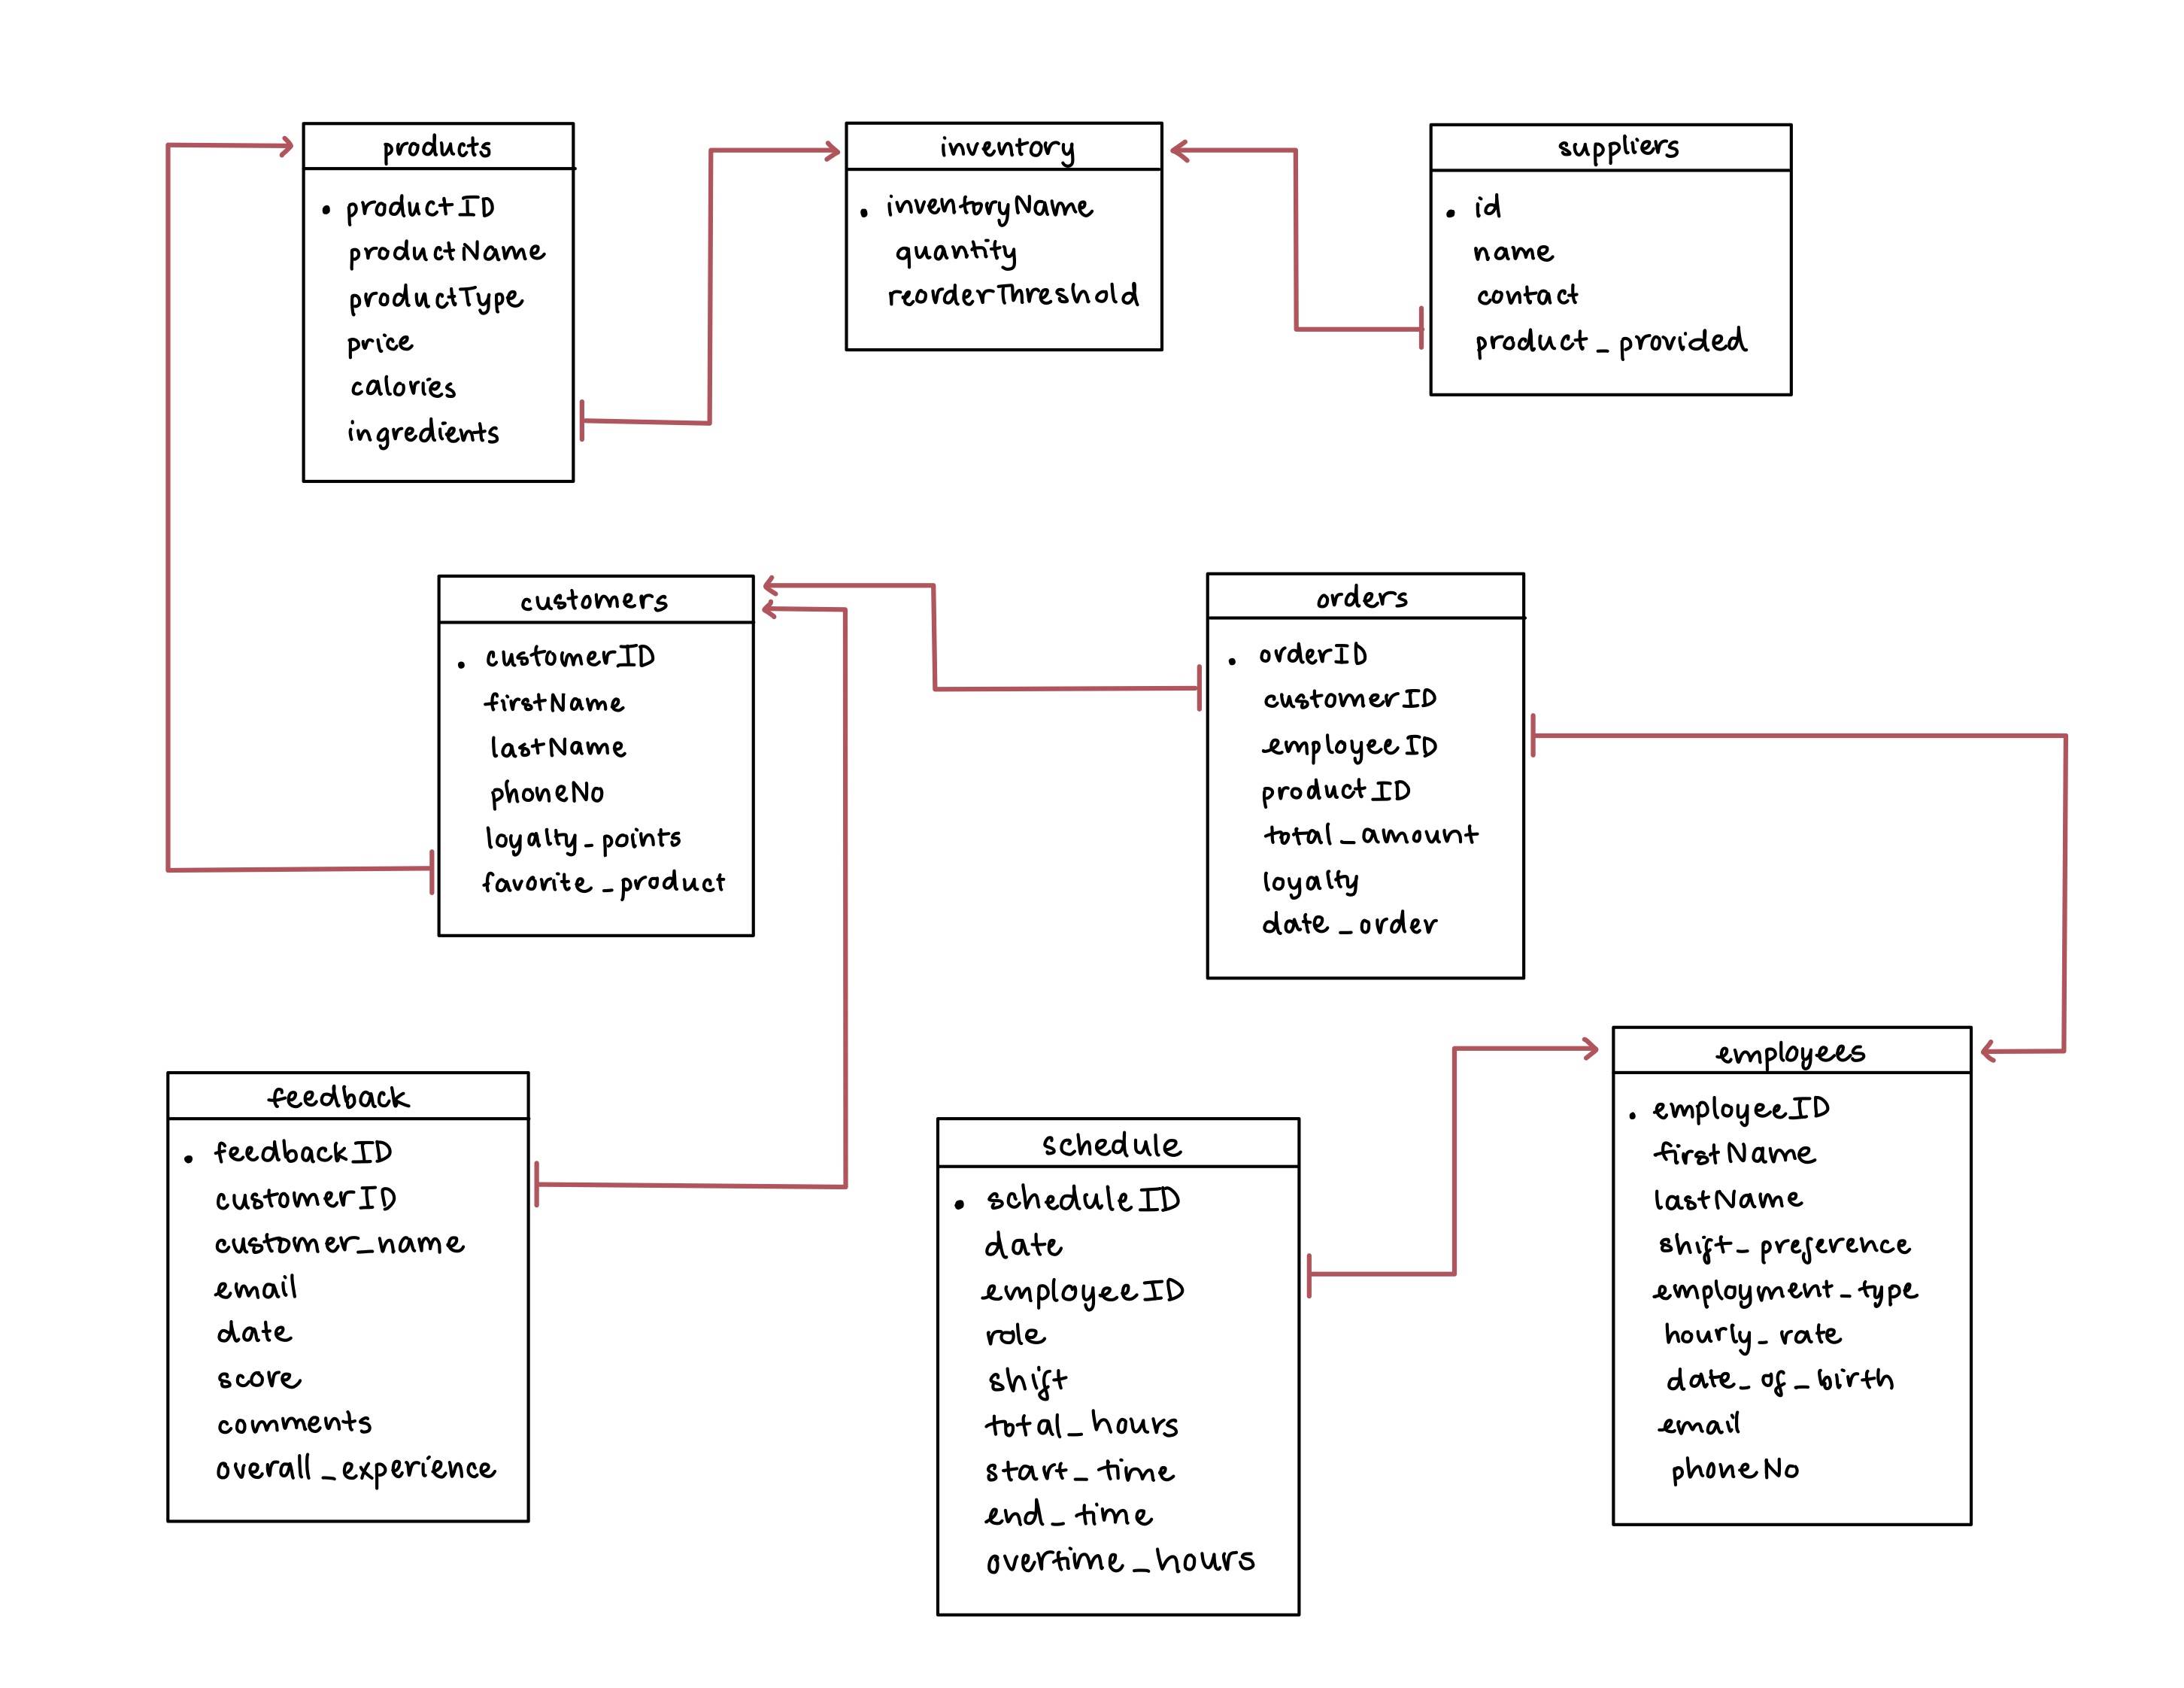 products
• productID
productName
productType
price
calories
ingredients
inventory
• inventoryName
quantity
reorderThreshold
suppliers
• id
name
contact
product_provided
customers
• customerID
firstName
lastName
phoneNo
loyalty_points
favorite_product
orders
• orderID
customerID
employeeID
productID
total_amount
loyalty
date_order
feedback
• feedbackID
customerID
customer_name
email
date
score
comments
overall_experience
schedule
• scheduleID
date
employeeID
role
shift
total_hours
start_time
end_time
overtime_hours
employees
• employeeID
firstName
lastName
shift_preference
employment_type
hourly_rate
date_of_birth
email
phoneNo